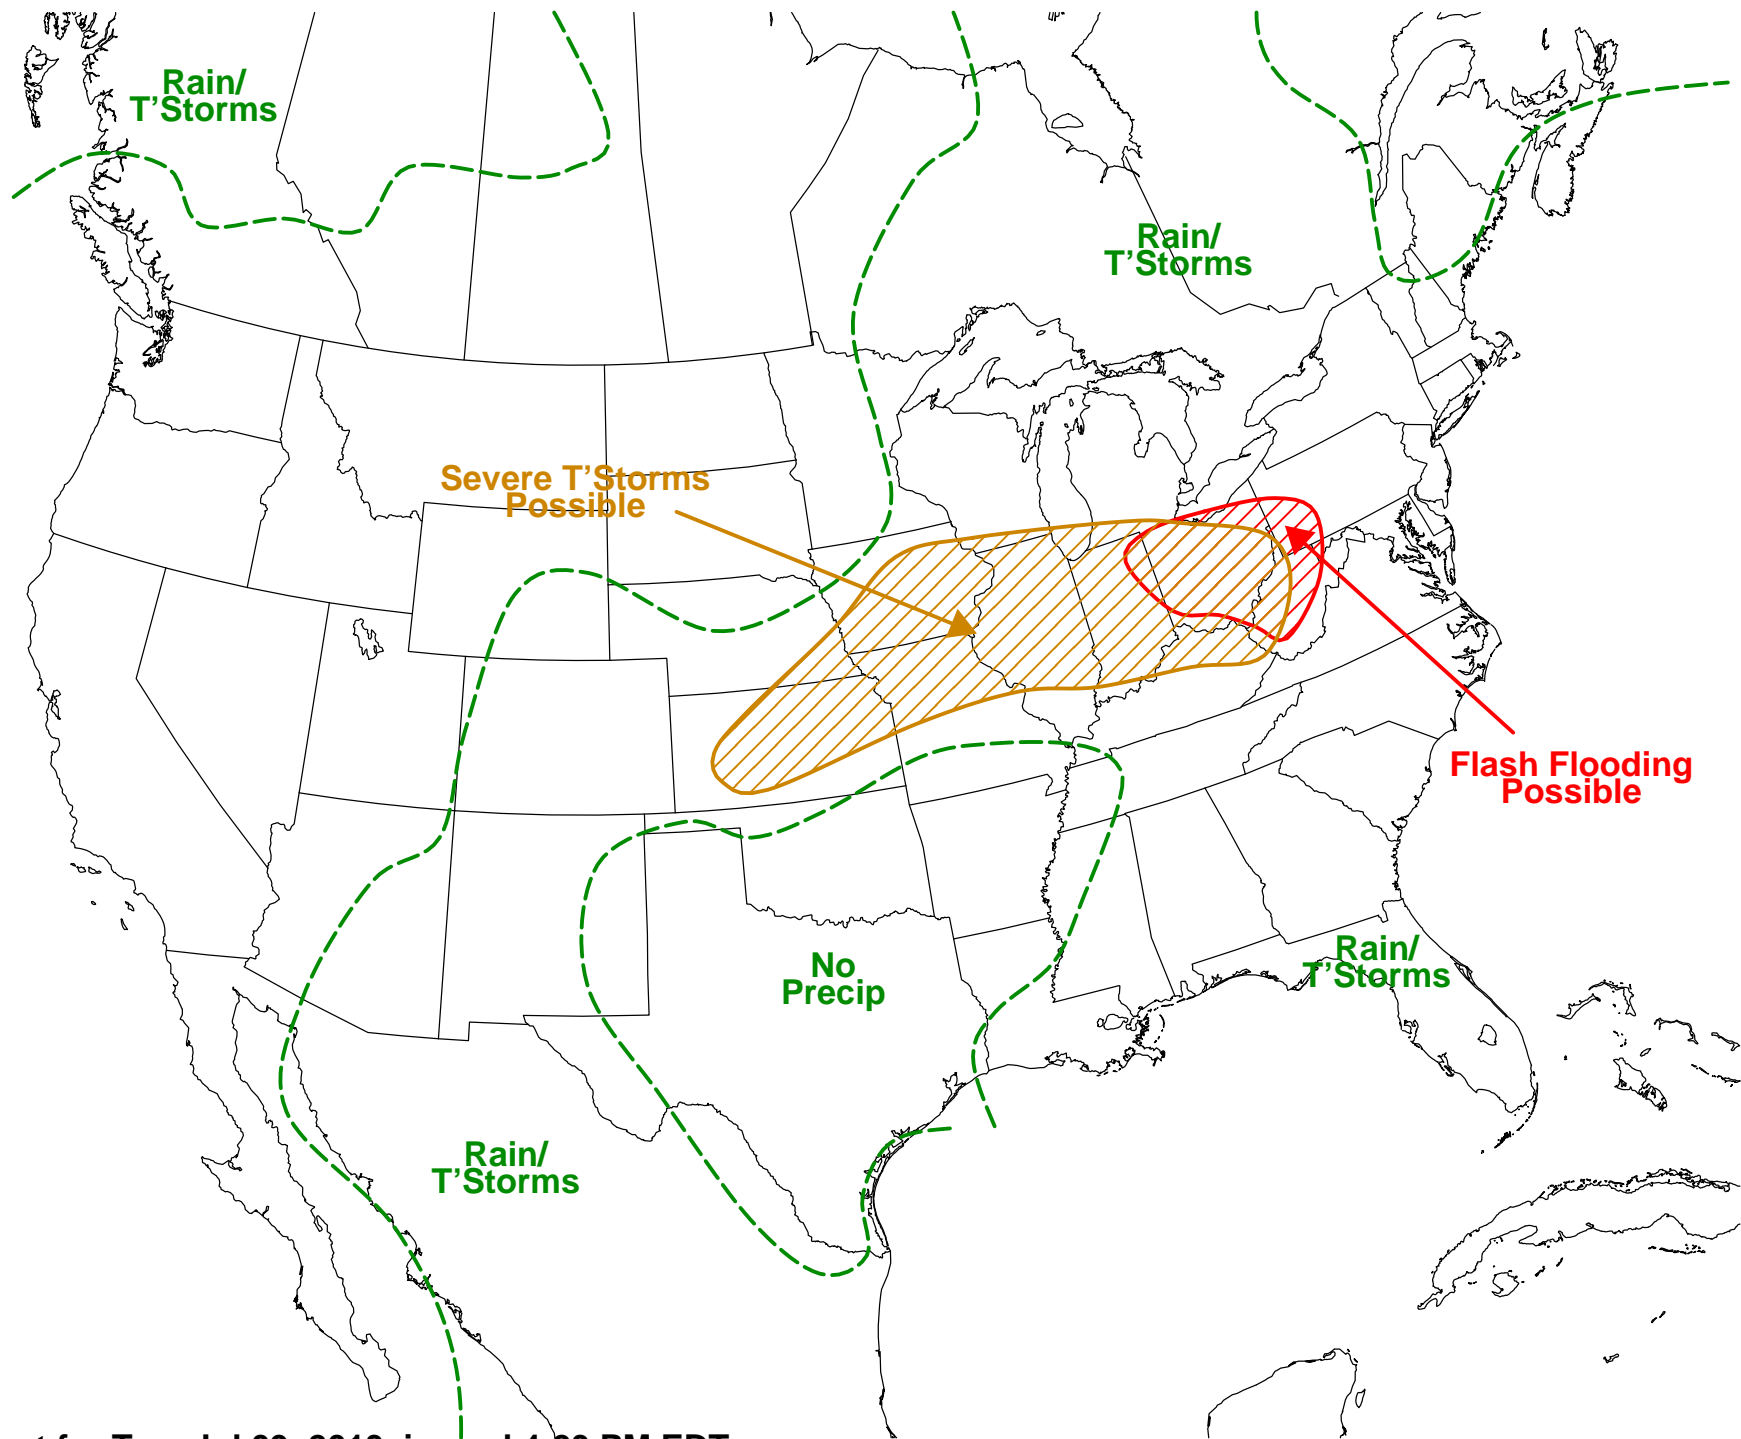 Rain/
T'Storms
Rain/
T'Storms
Severe T'Storms
Possible
Flash Flooding
Possible
No
Precip
Rain/
T'Storms
Rain/
T'Storms